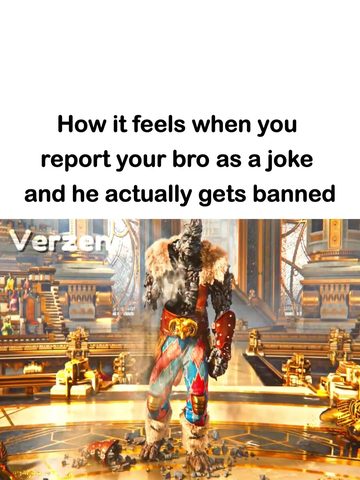 How it feels when you
report your bro as a joke
and he actually gets banned
Verzen